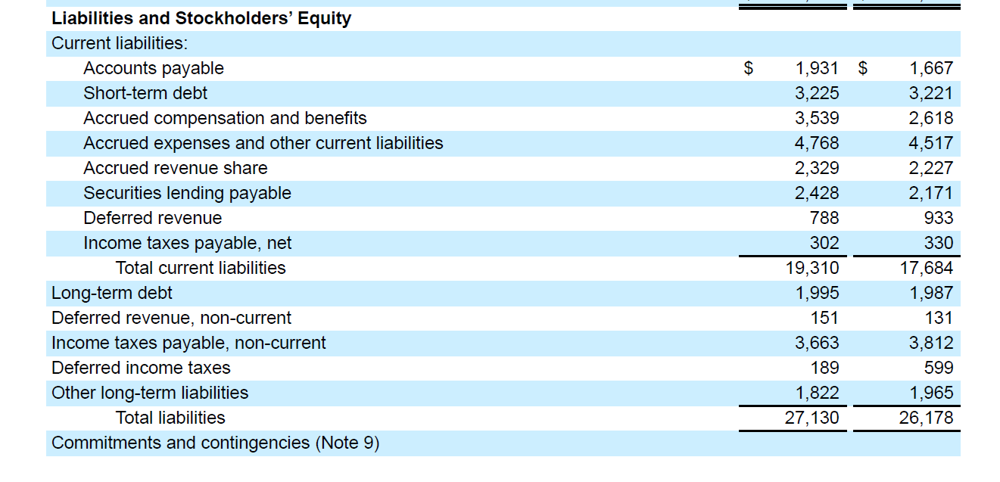 Liabilities and Stockholders’ Equity
Current liabilities:
Accounts payable $ 1,931 $ 1,667
Short-term debt 3,225 3,221
Accrued compensation and benefits 3,539 2,618
Accrued expenses and other current liabilities 4,768 4,517
Accrued revenue share 2,329 2,227
Securities lending payable 2,428 2,171
Deferred revenue 788 933
Income taxes payable, net 302 330
Total current liabilities 19,310 17,684
Long-term debt 1,995 1,987
Deferred revenue, non-current 151 131
Income taxes payable, non-current 3,663 3,812
Deferred income taxes 189 599
Other long-term liabilities 1,822 1,965
Total liabilities 27,130 26,178
Commitments and contingencies (Note 9)